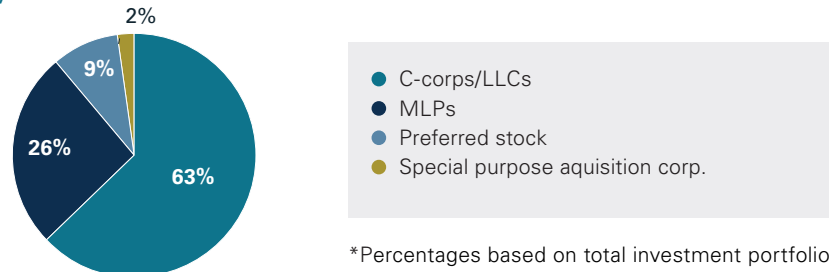 2%
9%
26%
63%
C-corps/LLCs
MLPs
Preferred stock
Special purpose aquisition corp.
*Percentages based on total investment portfolio